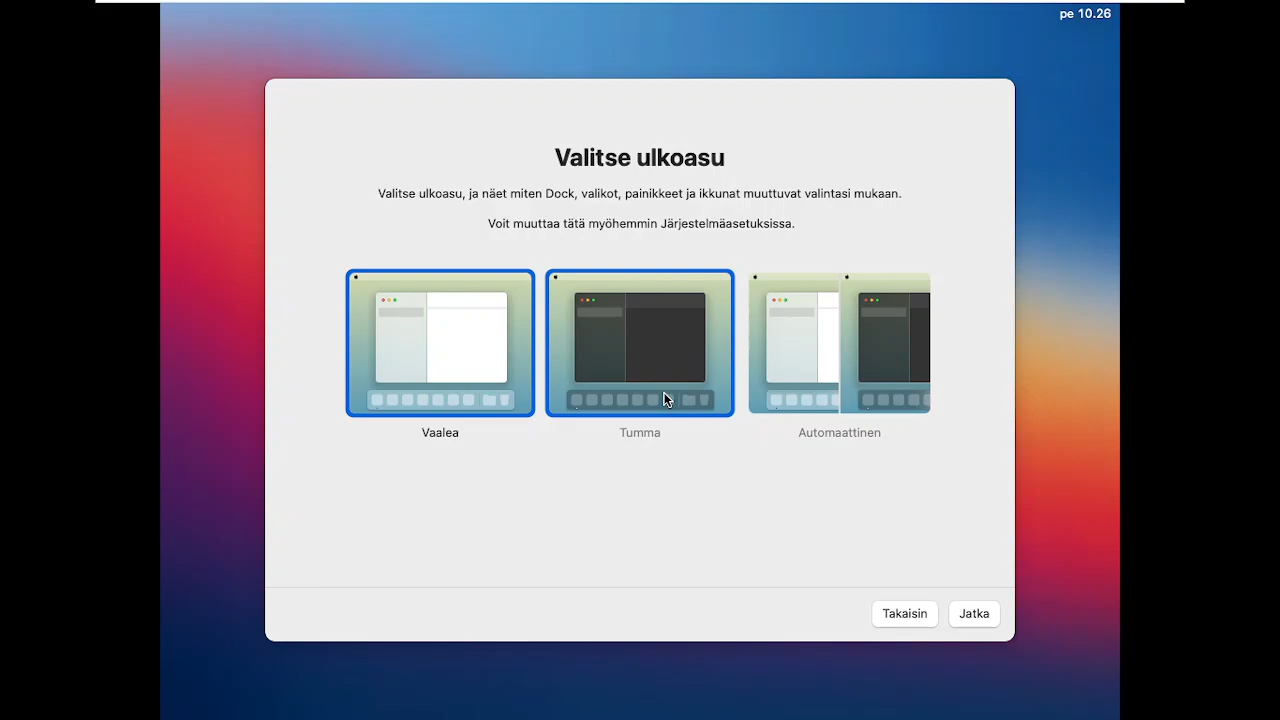 pe 10.26
Valitse ulkoasu
Valitse ulkoasu, ja näet miten Dock, valikot, painikkeet ja ikkunat muuttuvat valintasi mukaan.
Voit muuttaa tätä myöhemmin Järjestelmäasetuksissa.
Vaalea
Tumma
Automaattinen
Takaisin
Jatka